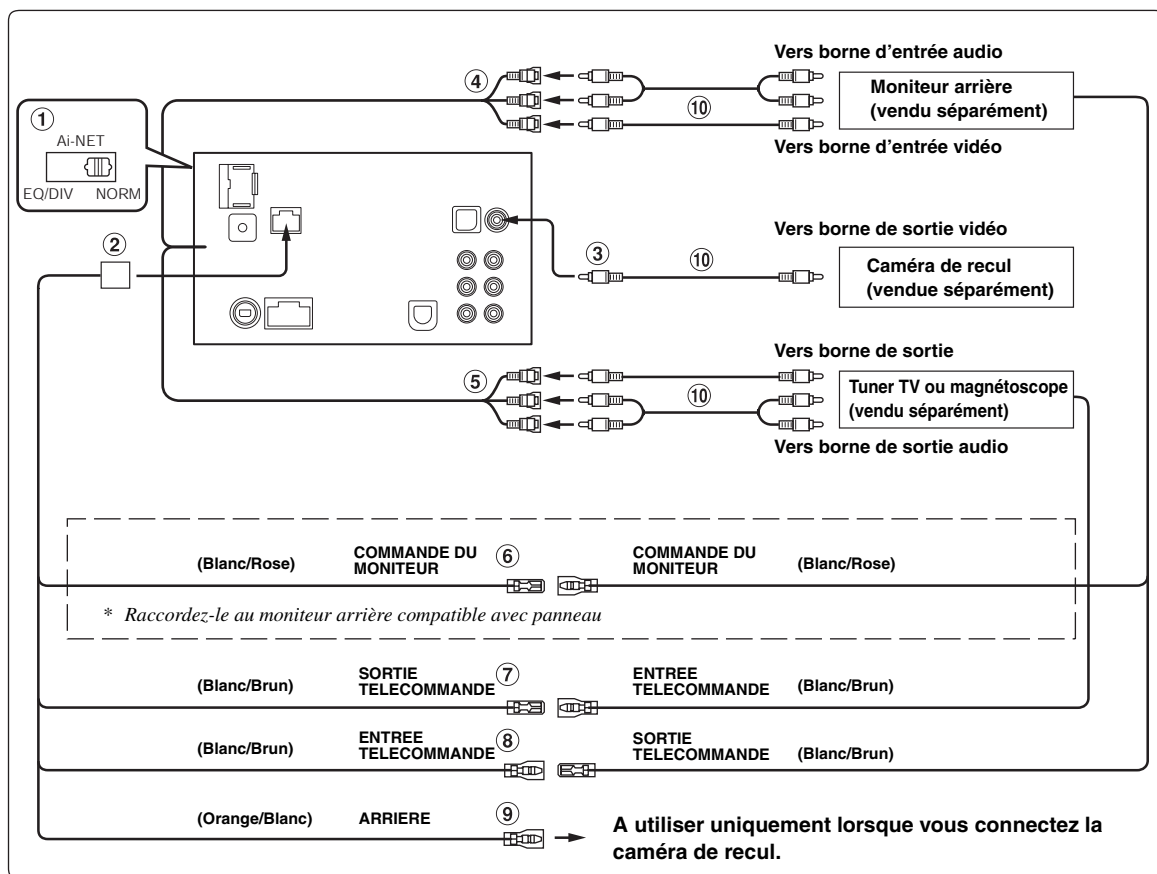 Vers borne d’entrée audio
④
Moniteur arrière
(vendu séparément)
⑩
①
Ai-NET
EQ/DIV NORM
Vers borne d’entrée vidéo
②
Vers borne de sortie vidéo
③
⑩
Caméra de recul
(vendue séparément)
Vers borne de sortie
⑤
⑩
Tuner TV ou magnétoscope
(vendu séparément)
Vers borne de sortie audio
(Blanc/Rose)
COMMANDE DU
MONITEUR
⑥
COMMANDE DU
MONITEUR
(Blanc/Rose)
* Raccordez-le au moniteur arrière compatible avec panneau
(Blanc/Brun)
SORTIE
TELECOMMANDE
⑦
ENTREE
TELECOMMANDE
(Blanc/Brun)
(Blanc/Brun)
ENTREE
TELECOMMANDE
⑧
SORTIE
TELECOMMANDE
(Blanc/Brun)
(Orange/Blanc)
ARRIERE
⑨
A utiliser uniquement lorsque vous connectez la
caméra de recul.